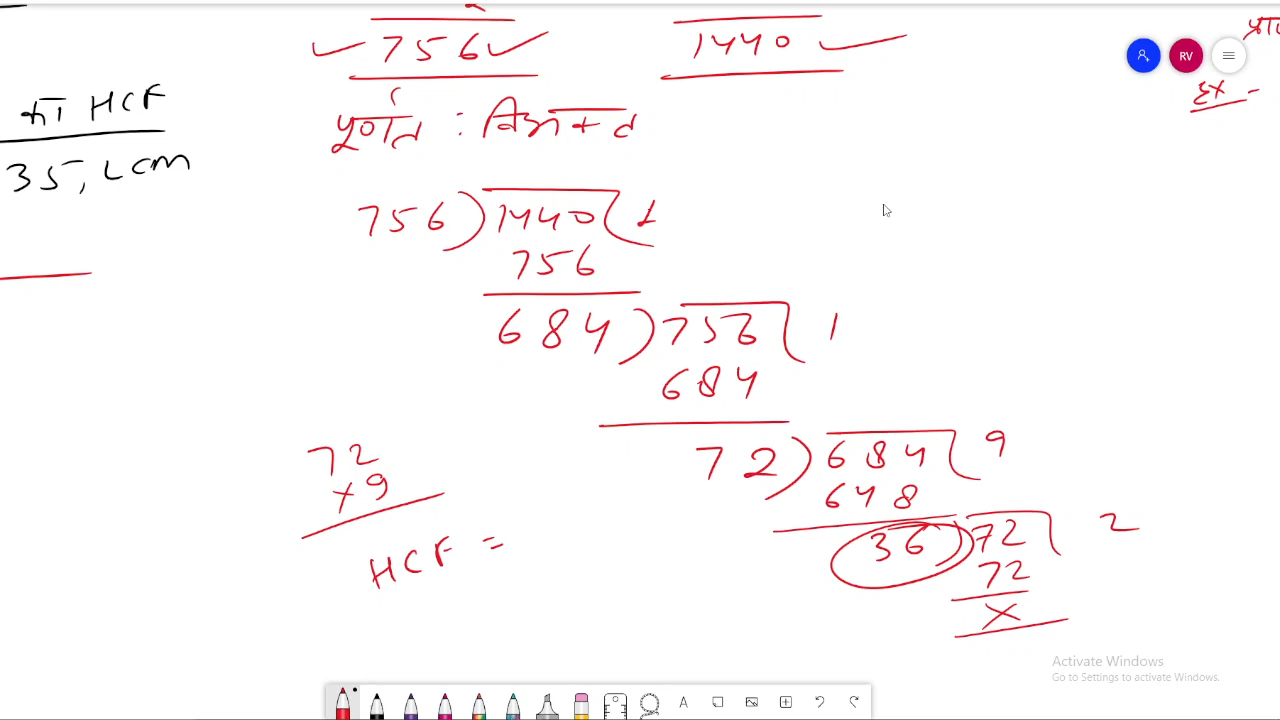 756 1440
का HCF
35, LCM
RV
Ex -
756 ) 1440 ( 1
756
684 ) 756 ( 1
684
72 ) 684 ( 9
648
36 ) 72 ( 2
72
x
72
x 9
HCF =
Activate Windows
Go to Settings to activate Windows.
A